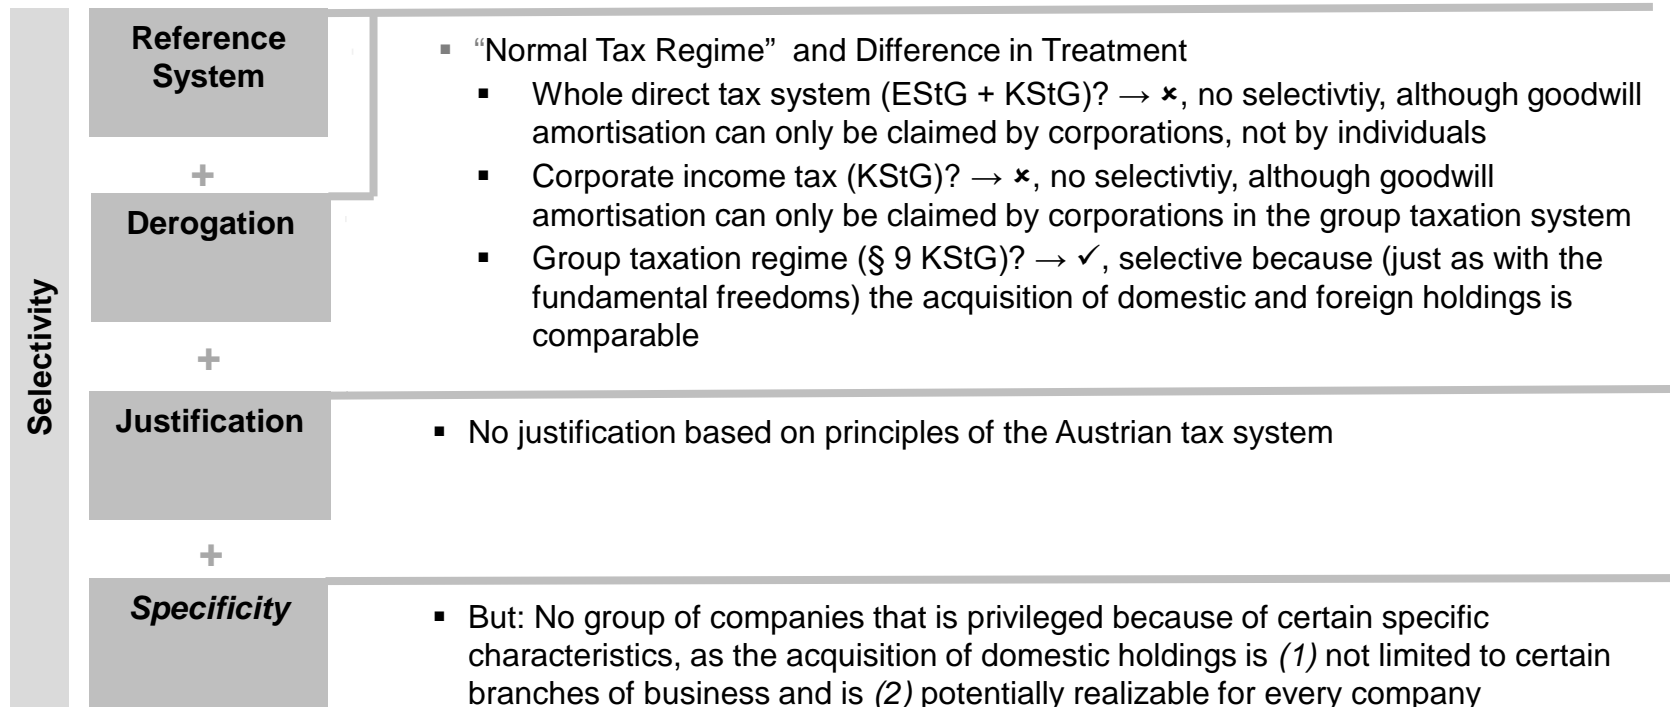 Selectivity
Reference
System
▪ “Normal Tax Regime” and Difference in Treatment
▪ Whole direct tax system (EStG + KStG)? → ×, no selectivtiy, although goodwill
amortisation can only be claimed by corporations, not by individuals
+
▪ Corporate income tax (KStG)? → ×, no selectivtiy, although goodwill
amortisation can only be claimed by corporations in the group taxation system
Derogation
▪ Group taxation regime (§ 9 KStG)? → ✓, selective because (just as with the
fundamental freedoms) the acquisition of domestic and foreign holdings is
comparable
+
Justification
▪ No justification based on principles of the Austrian tax system
+
Specificity
▪ But: No group of companies that is privileged because of certain specific
characteristics, as the acquisition of domestic holdings is (1) not limited to certain
branches of business and is (2) potentially realizable for every company